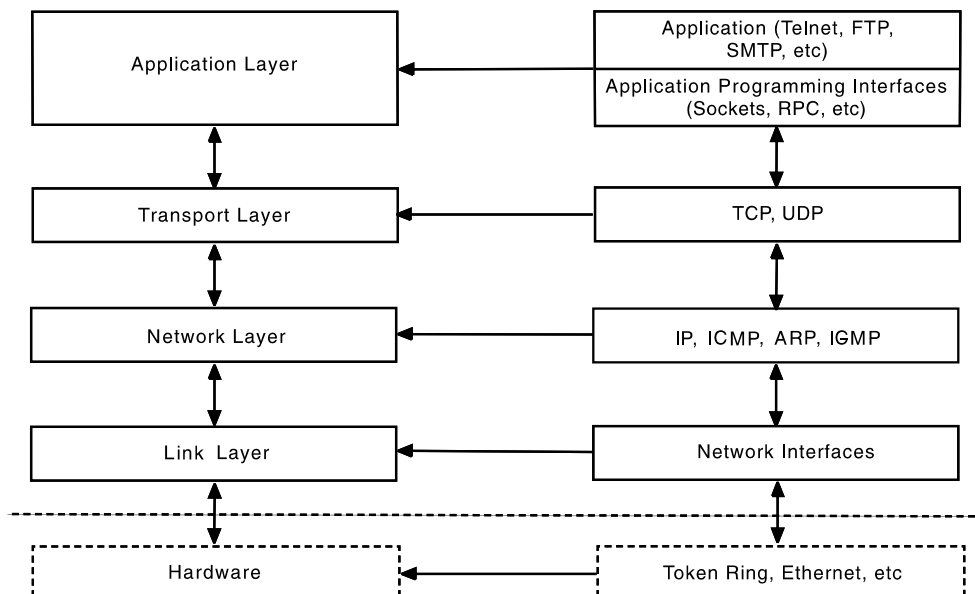 Application Layer
Application (Telnet, FTP,
SMTP, etc)
Application Programming Interfaces
(Sockets, RPC, etc)
Transport Layer
TCP, UDP
Network Layer
IP, ICMP, ARP, IGMP
Link Layer
Network Interfaces
Hardware
Token Ring, Ethernet, etc